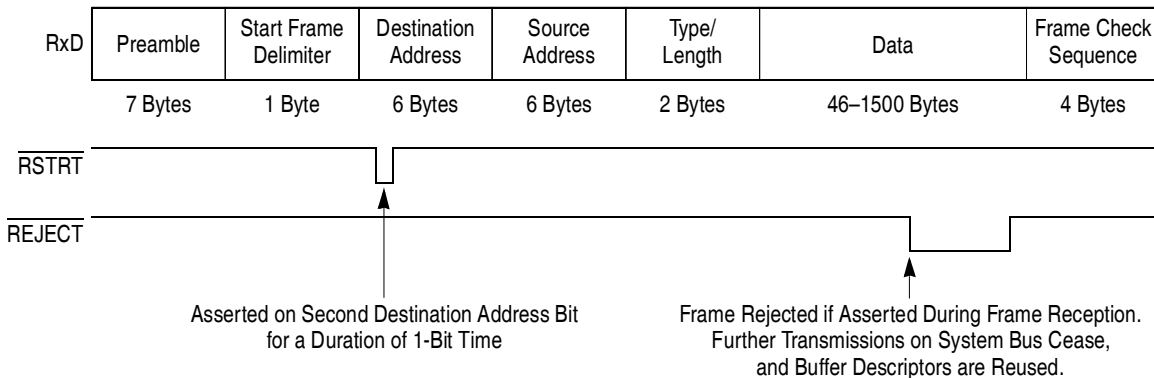 RxD
Preamble
Start Frame
Delimiter
Destination
Address
Source
Address
Type/
Length
Data
Frame Check
Sequence
7 Bytes
1 Byte
6 Bytes
6 Bytes
2 Bytes
46–1500 Bytes
4 Bytes
RSTRT
REJECT
Asserted on Second Destination Address Bit
for a Duration of 1-Bit Time
Frame Rejected if Asserted During Frame Reception.
Further Transmissions on System Bus Cease,
and Buffer Descriptors are Reused.